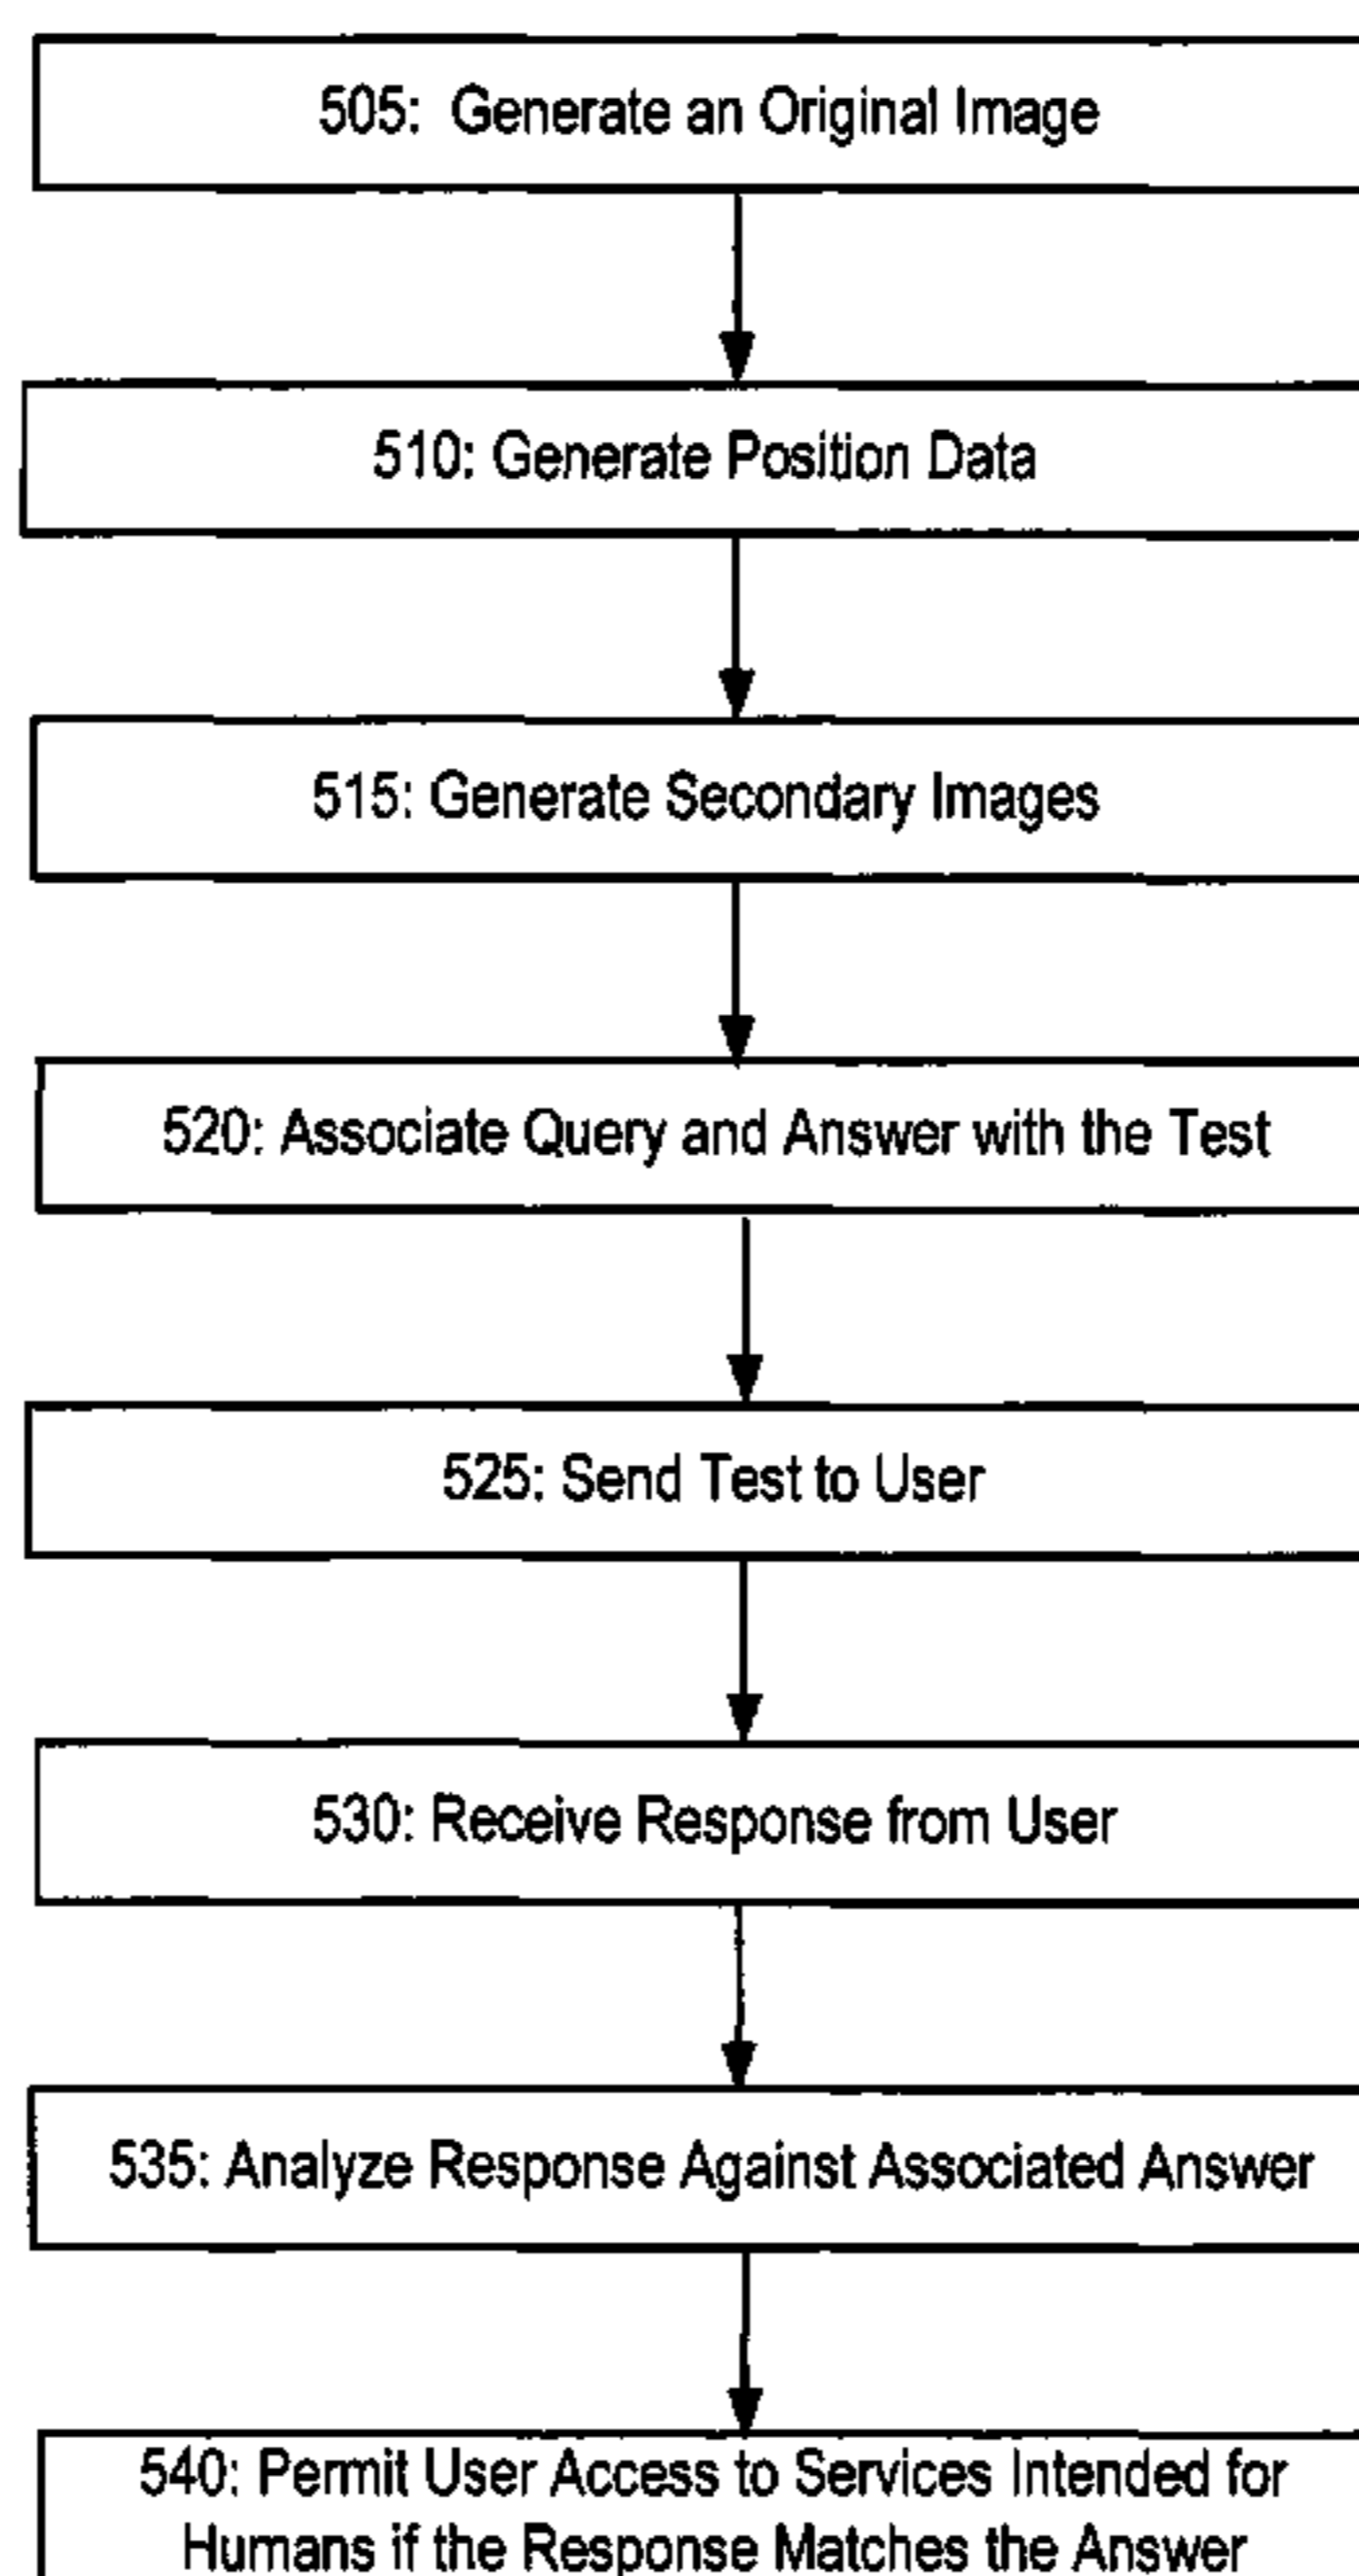 505: Generate an Original Image
510: Generate Position Data
515: Generate Secondary Images
520: Associate Query and Answer with the Test
525: Send Test to User
530: Receive Response from User
535: Analyze Response Against Associated Answer
540: Permit User Access to Services Intended for
Humans if the Response Matches the Answer